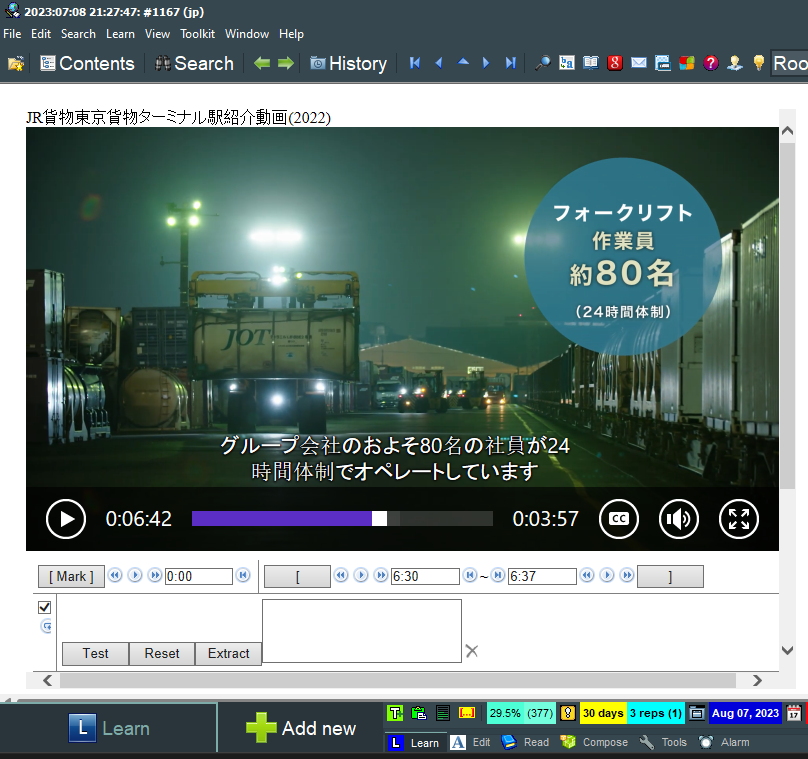 2023:07:08 21:27:47: #1167 (jp)
File Edit Search Learn View Toolkit Window Help
Contents Search History Roo
JR貨物東京貨物ターミナル駅紹介動画(2022)
フォークリフト
作業員
約80名
(24時間体制)
JOT
グループ会社のおよそ80名の社員が24
時間体制でオペレートしています
0:06:42 0:03:57 CC
[ Mark ] 0:00 [ 6:30 ~ 6:37 ]
Test Reset Extract
L Learn Add new 29.5% (377) 30 days 3 reps (1) Aug 07, 2023 17
L Learn A Edit Read Compose Tools Alarm